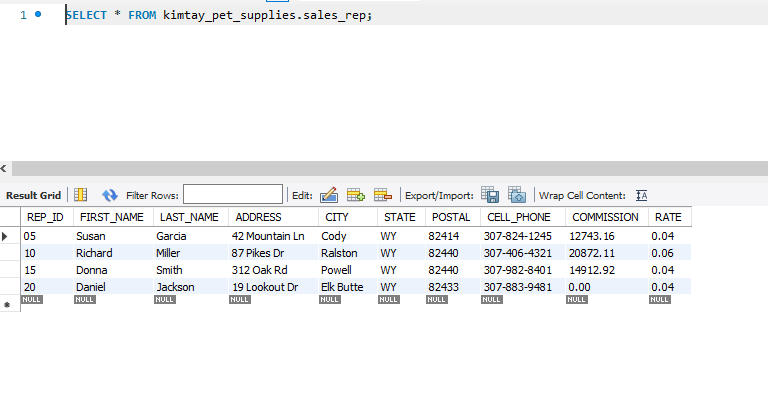 1 SELECT * FROM kimtay_pet_supplies.sales_rep;
Result Grid Filter Rows: Edit: Export/Import: Wrap Cell Content: IA
REP_ID FIRST_NAME LAST_NAME ADDRESS CITY STATE POSTAL CELL_PHONE COMMISSION RATE
05 Susan Garcia 42 Mountain Ln Cody WY 82414 307-824-1245 12743.16 0.04
10 Richard Miller 87 Pikes Dr Ralston WY 82440 307-406-4321 20872.11 0.06
15 Donna Smith 312 Oak Rd Powell WY 82440 307-982-8401 14912.92 0.04
20 Daniel Jackson 19 Lookout Dr Elk Butte WY 82433 307-883-9481 0.00 0.04
NULL NULL NULL NULL NULL NULL NULL NULL NULL NULL